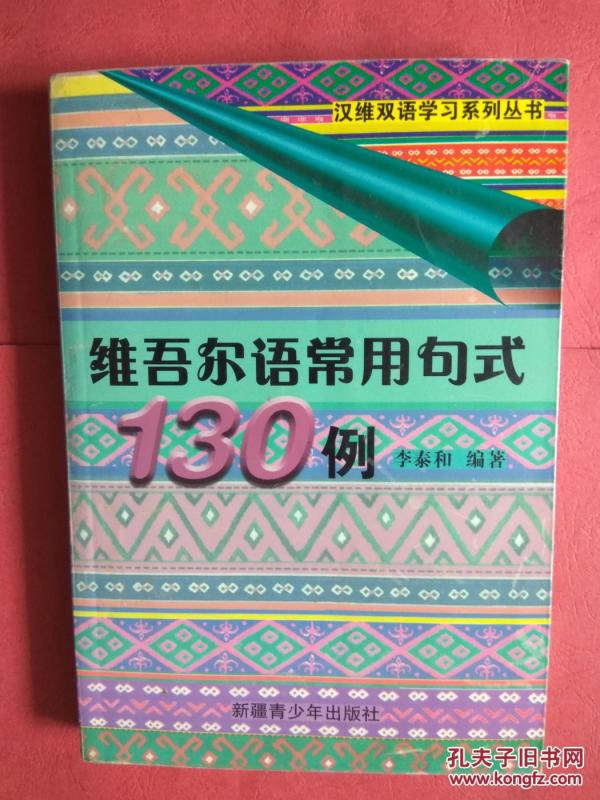 汉维双语学习系列丛书
维吾尔语常用句式
130例
李泰和 编著
新疆青少年出版社
孔夫子旧书网
www.kongfz.com